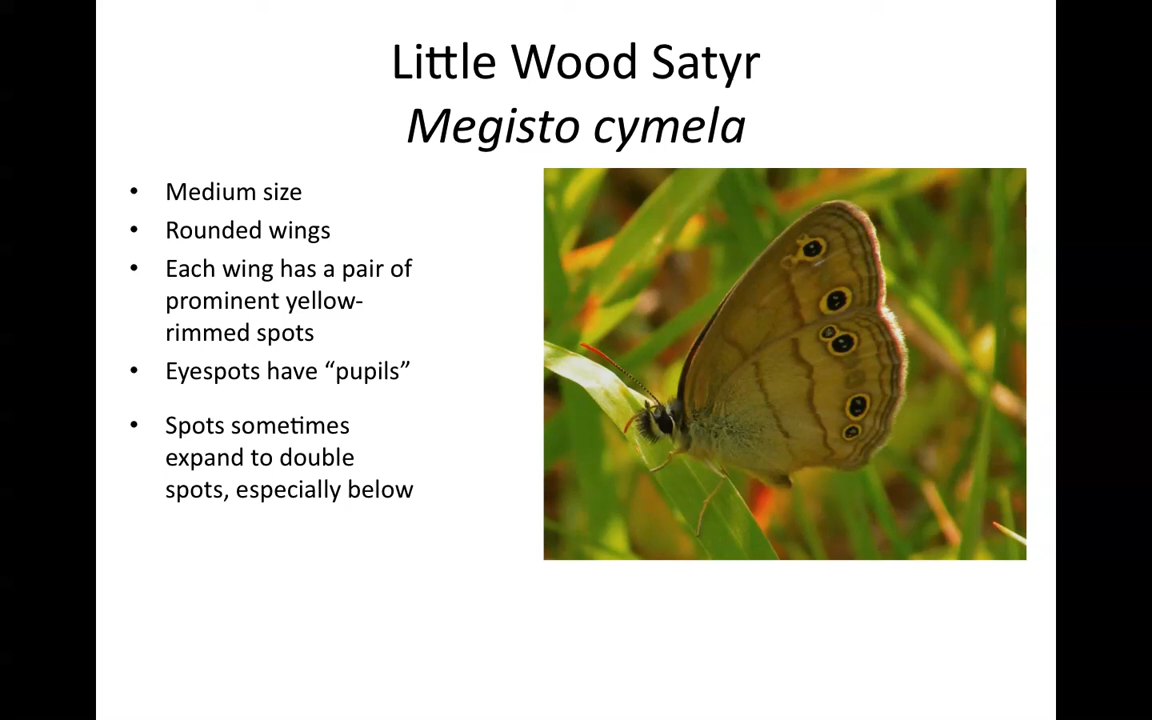 Little Wood Satyr
Megisto cymela
• Medium size
• Rounded wings
• Each wing has a pair of
prominent yellow-
rimmed spots
• Eyespots have “pupils”
• Spots sometimes
expand to double
spots, especially below